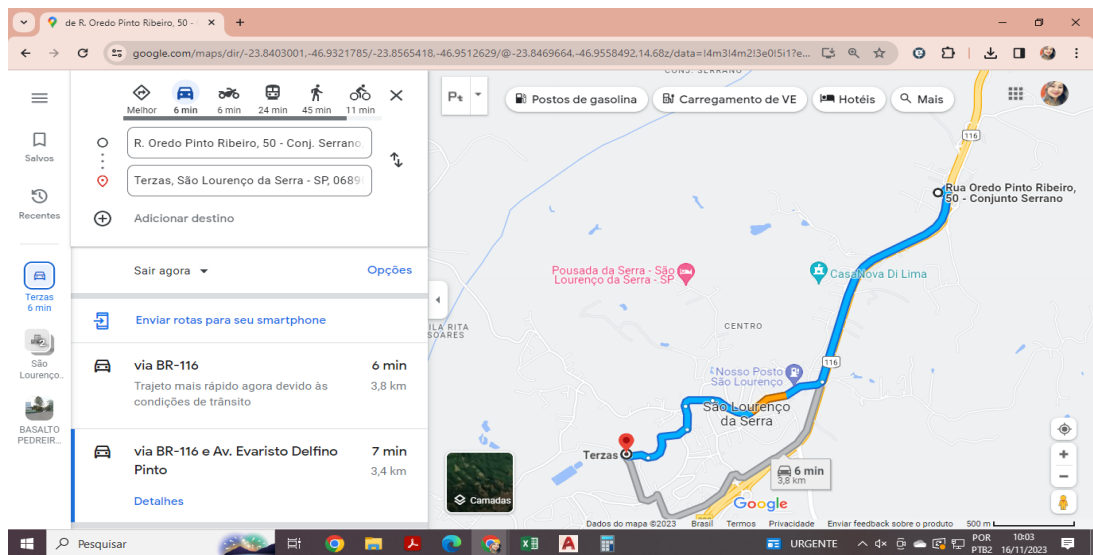 de R. Oredo Pinto Ribeiro, 50 -
google.com/maps/dir/-23.8403001,-46.9321785/-23.8565418,-46.9512629/@-23.8469664,-46.9558492,14.68z/data=!4m3!4m2!3e0!5i1?e...
Melhor
6 min
6 min
24 min
45 min
11 min
Salvos
Recentes
Terzas
6 min
São
Lourenço..
BASALTO
PEDREIR...
R. Oredo Pinto Ribeiro, 50 - Conj. Serrano,
Terzas, São Lourenço da Serra - SP, 0689
Adicionar destino
Sair agora
Opções
Enviar rotas para seu smartphone
via BR-116
6 min
Trajeto mais rápido agora devido às
3,8 km
condições de trânsito
via BR-116 e Av. Evaristo Delfino
7 min
Pinto
3,4 km
Detalhes
Postos de gasolina
Carregamento de VE
Hotéis
Mais
CONJ. SERRANO
116
Rua Oredo Pinto Ribeiro,
50 - Conjunto Serrano
Pousada da Serra - São
Lourenço da Serra - SP
CasaNova Di Lima
ILA RITA
SOARES
CENTRO
116
Nosso Posto
São Lourenço
São Lourenço
da Serra
Terzas
6 min
3,8 km
Camadas
Google
Dados do mapa ©2023
Brasil
Termos
Privacidade
Enviar feedback sobre o produto
500 m
Pesquisar
URGENTE
POR
PTB2
10:03
16/11/2023